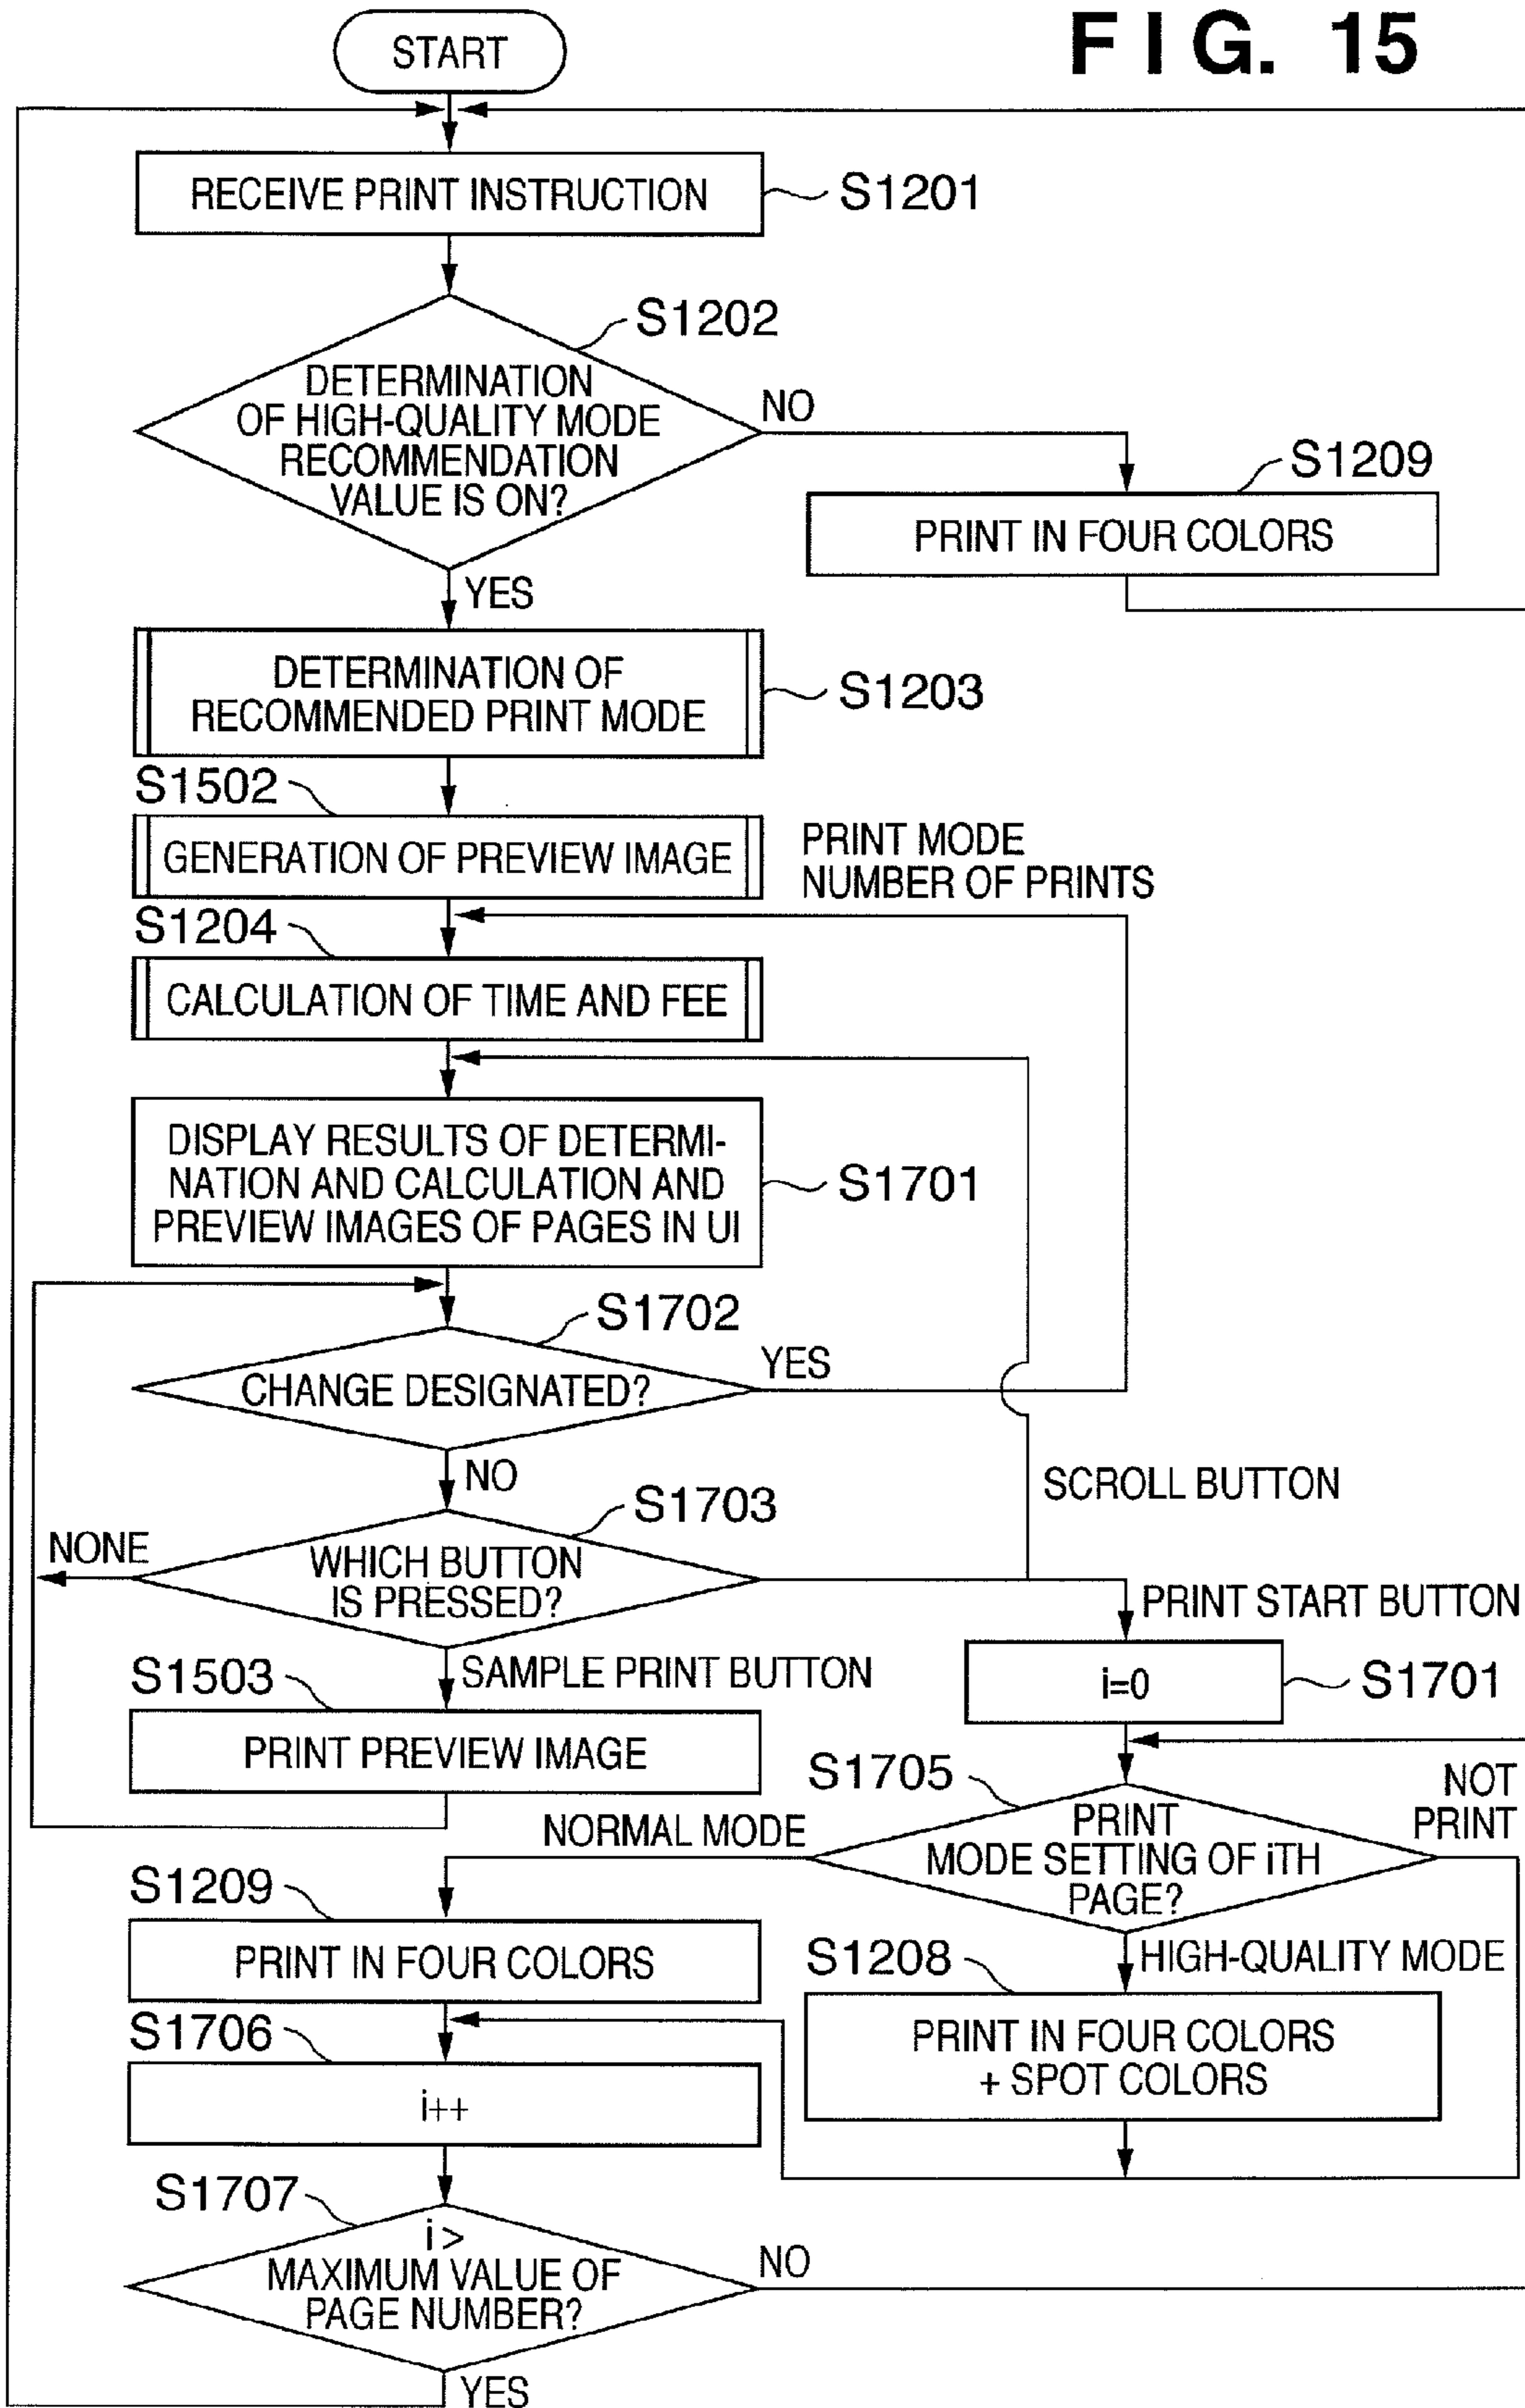 FIG. 15
START
RECEIVE PRINT INSTRUCTION
S1201
S1202
DETERMINATION
OF HIGH-QUALITY MODE
RECOMMENDATION
VALUE IS ON?
NO
S1209
PRINT IN FOUR COLORS
YES
DETERMINATION OF
RECOMMENDED PRINT MODE
S1203
S1502
GENERATION OF PREVIEW IMAGE
PRINT MODE
NUMBER OF PRINTS
S1204
CALCULATION OF TIME AND FEE
DISPLAY RESULTS OF DETERMI-
NATION AND CALCULATION AND
PREVIEW IMAGES OF PAGES IN UI
S1701
S1702
CHANGE DESIGNATED?
YES
NO
SCROLL BUTTON
S1703
NONE
WHICH BUTTON
IS PRESSED?
PRINT START BUTTON
SAMPLE PRINT BUTTON
S1503
PRINT PREVIEW IMAGE
i=0
S1701
S1705
NOT
PRINT
NORMAL MODE
PRINT
MODE SETTING OF iTH
PAGE?
S1209
PRINT IN FOUR COLORS
HIGH-QUALITY MODE
S1208
PRINT IN FOUR COLORS
+ SPOT COLORS
S1706
i++
S1707
i >
MAXIMUM VALUE OF
PAGE NUMBER?
NO
YES